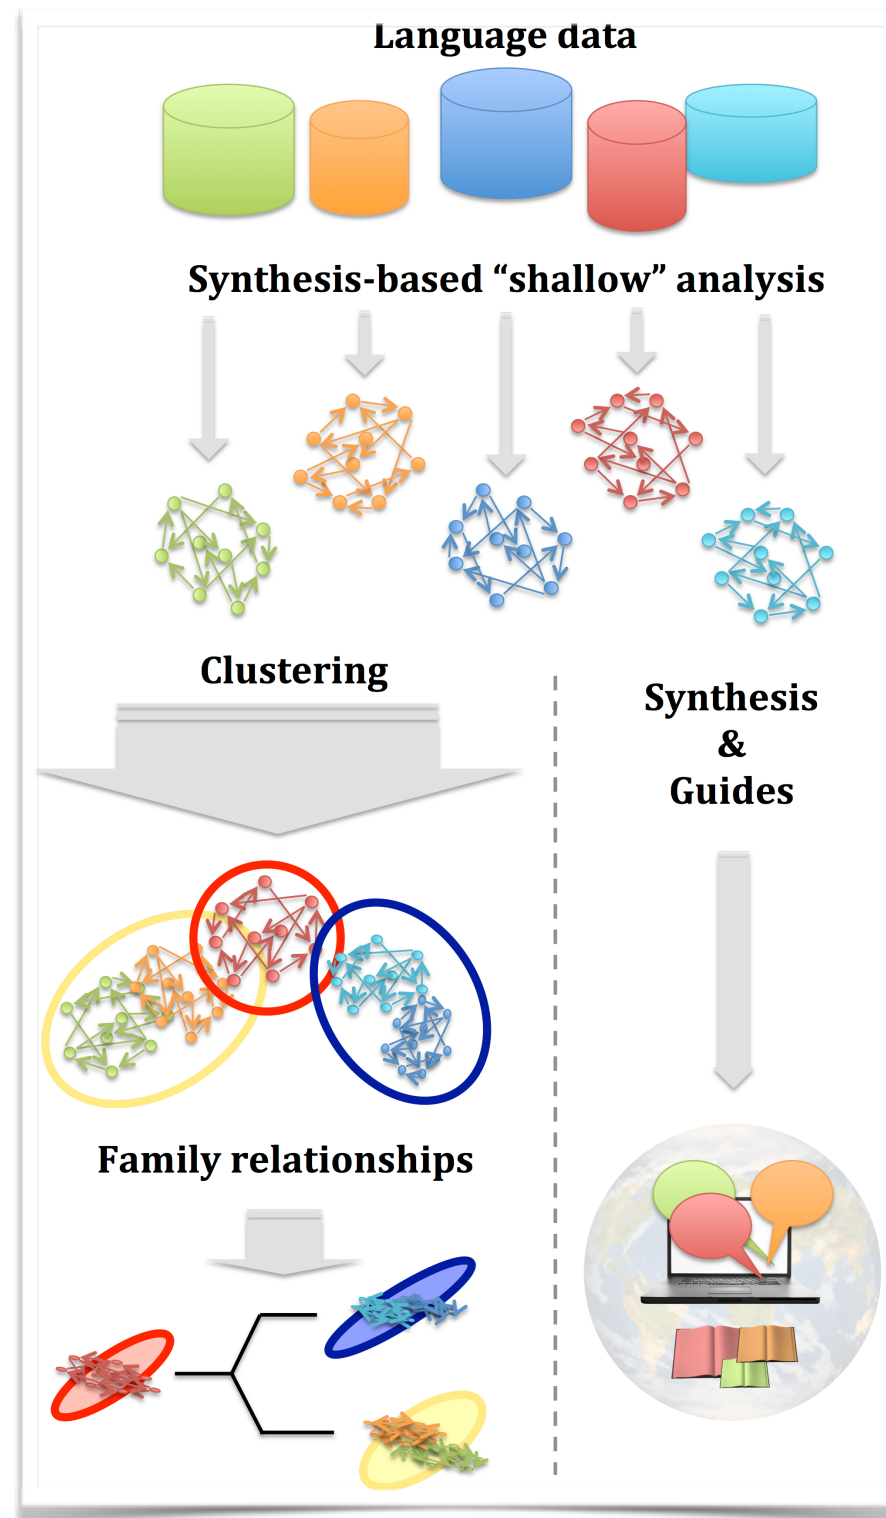 Language data
Synthesis-based “shallow” analysis
Clustering
Synthesis
&
Guides
Family relationships